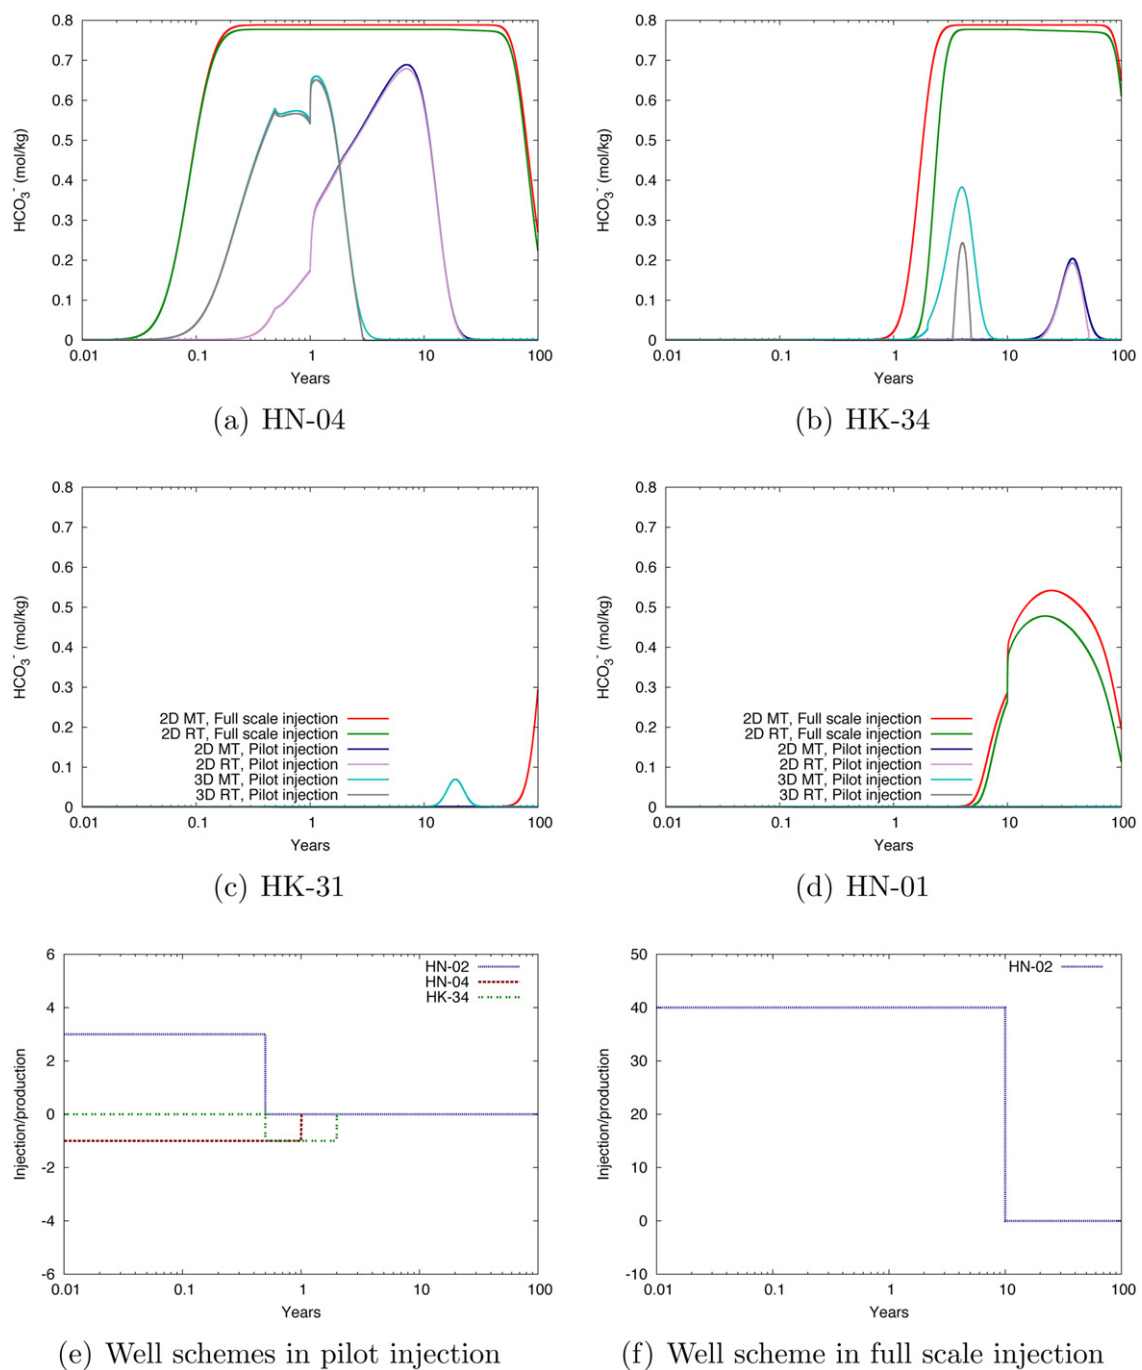 0.8
0.7
0.6
0.5
0.4
0.3
0.2
0.1
0
HCO3- (mol/kg)
0.01 0.1 1 10 100
Years
(a) HN-04
0.8
0.7
0.6
0.5
0.4
0.3
0.2
0.1
0
HCO3- (mol/kg)
0.01 0.1 1 10 100
Years
(b) HK-34
0.8
0.7
0.6
0.5
0.4
0.3
0.2
0.1
0
HCO3- (mol/kg)
2D MT, Full scale injection
2D RT, Full scale injection
2D MT, Pilot injection
2D RT, Pilot injection
3D MT, Pilot injection
3D RT, Pilot injection
0.01 0.1 1 10 100
Years
(c) HK-31
0.8
0.7
0.6
0.5
0.4
0.3
0.2
0.1
0
HCO3- (mol/kg)
2D MT, Full scale injection
2D RT, Full scale injection
2D MT, Pilot injection
2D RT, Pilot injection
3D MT, Pilot injection
3D RT, Pilot injection
0.01 0.1 1 10 100
Years
(d) HN-01
6
4
2
0
-2
-4
-6
Injection/production
HN-02
HN-04
HK-34
0.01 0.1 1 10 100
Years
(e) Well schemes in pilot injection
50
40
30
20
10
0
-10
Injection/production
HN-02
0.01 0.1 1 10 100
Years
(f) Well scheme in full scale injection